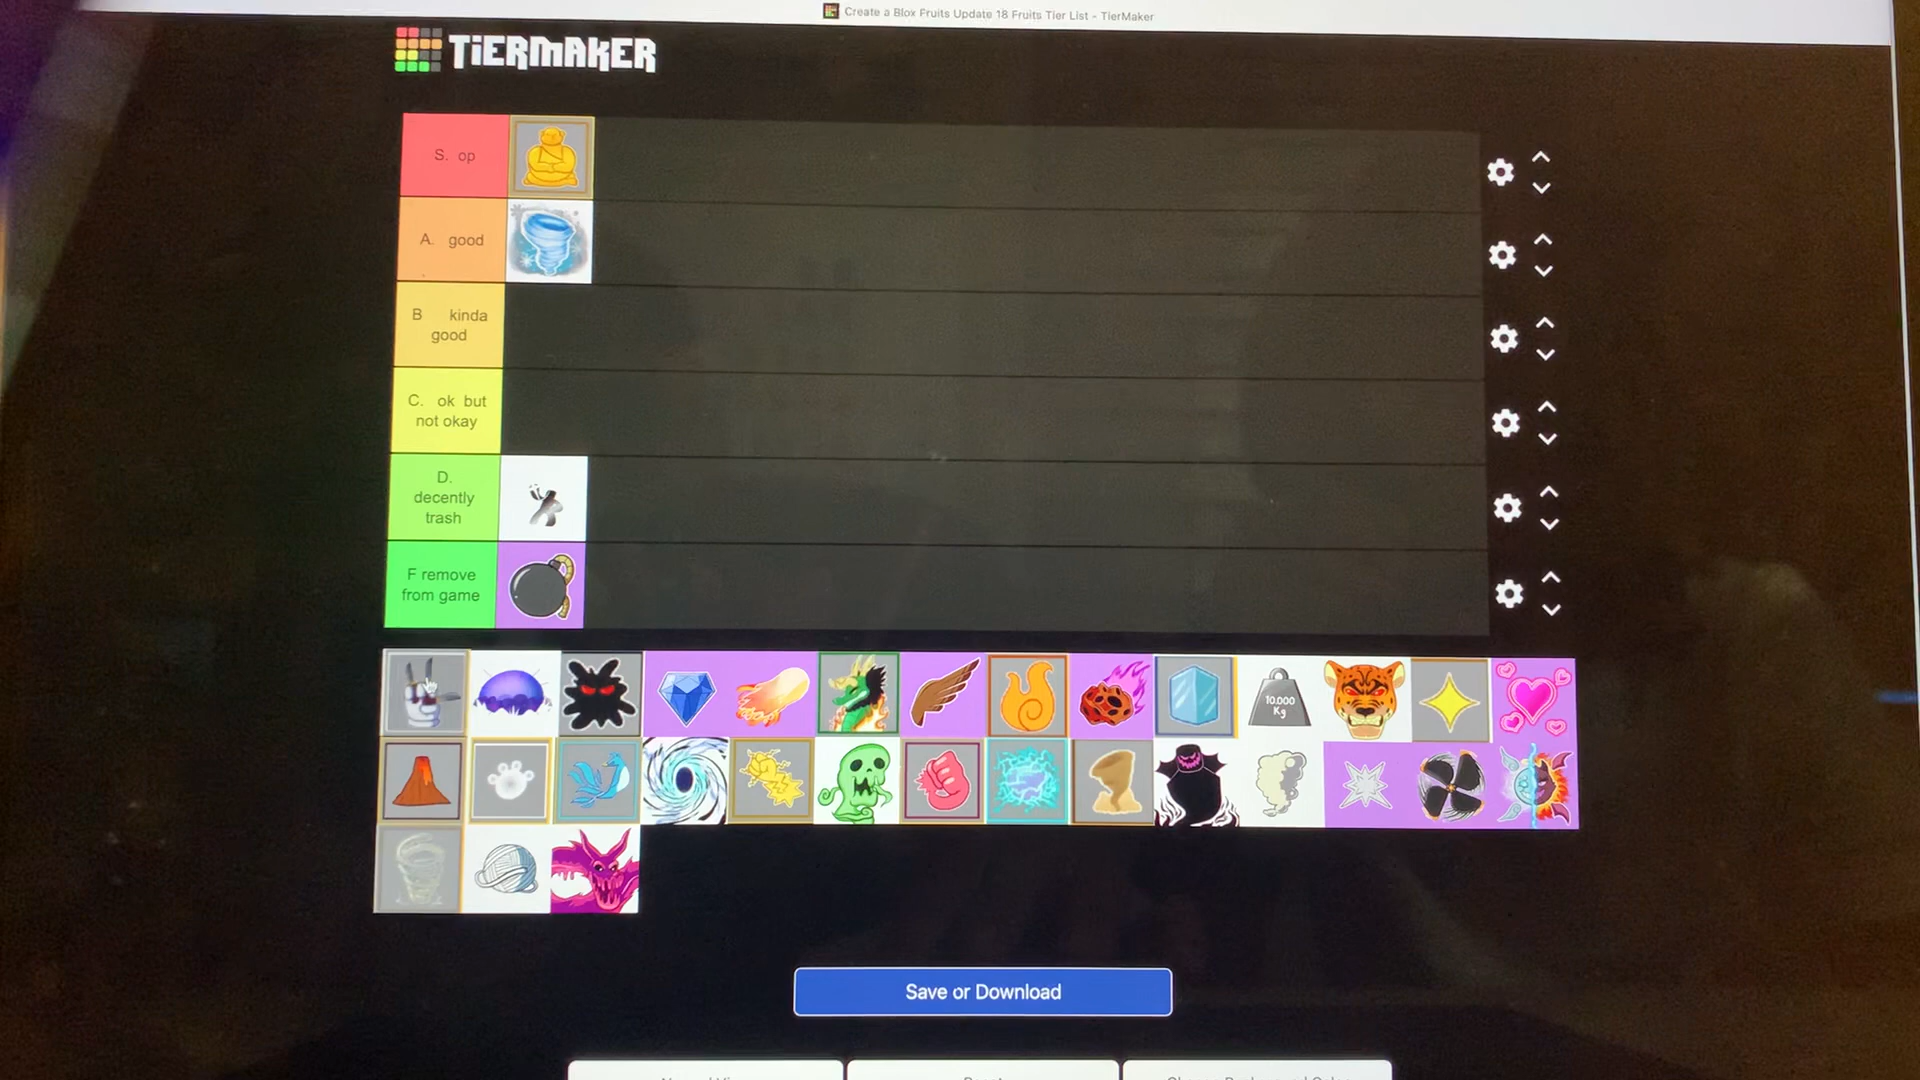 Create a Blox Fruits Update 18 Fruits Tier List - TierMaker
TiERMAKER
S. op
A. good
B kinda
good
C. ok but
not okay
D.
decently
trash
F remove
from game
10.000
Kg
Save or Download